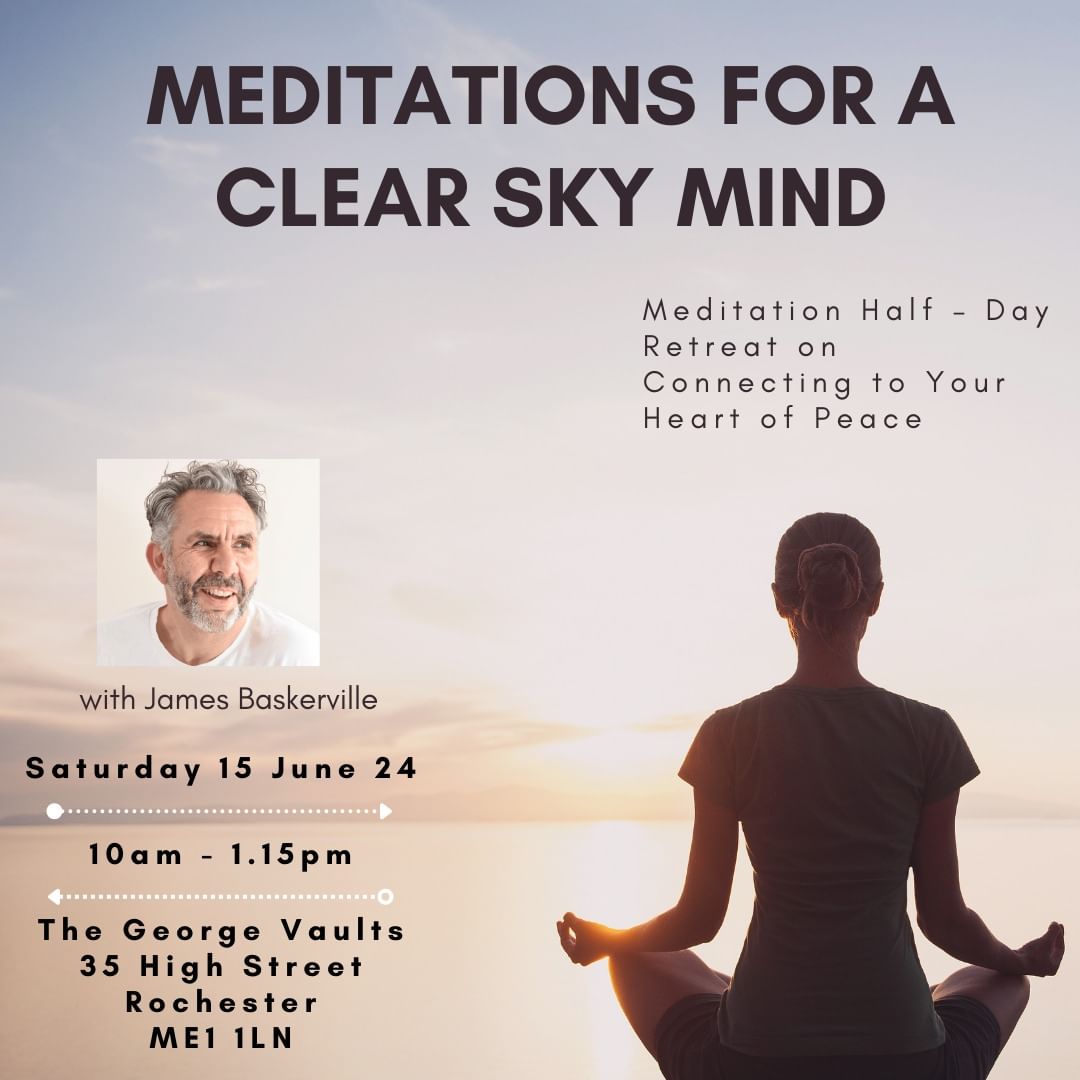 MEDITATIONS FOR A
CLEAR SKY MIND
Meditation Half – Day
Retreat on
Connecting to Your
Heart of Peace
with James Baskerville
Saturday 15 June 24
10am - 1.15pm
The George Vaults
35 High Street
Rochester
ME1 1LN